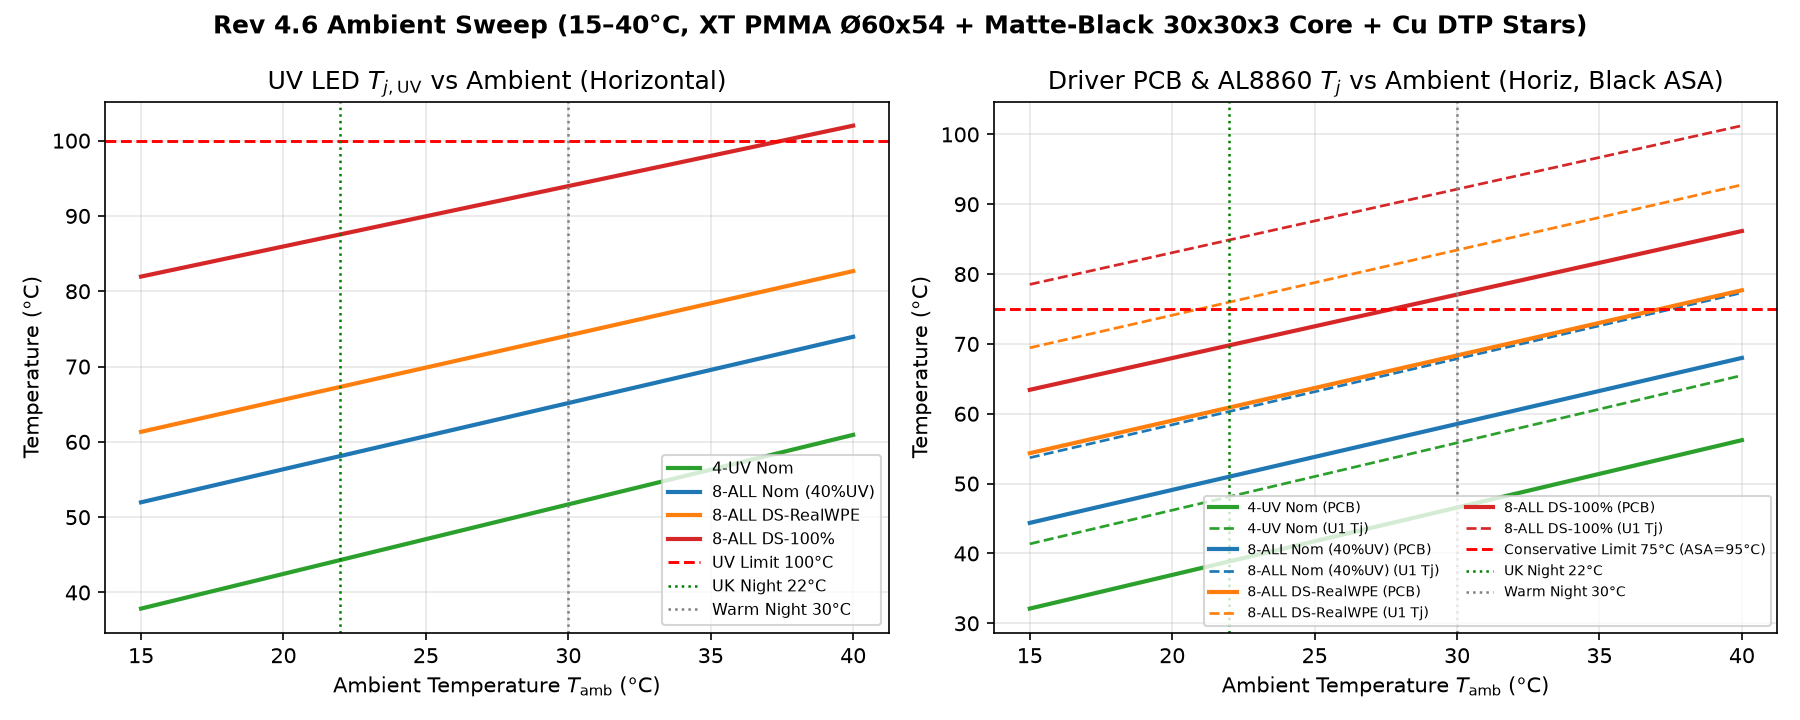 Rev 4.6 Ambient Sweep (15–40°C, XT PMMA Ø60x54 + Matte-Black 30x30x3 Core + Cu DTP Stars)
UV LED Tj, UV vs Ambient (Horizontal)
Temperature (°C)
100
90
80
70
60
50
40
15 20 25 30 35 40
Ambient Temperature Tamb (°C)
4-UV Nom
8-ALL Nom (40%UV)
8-ALL DS-RealWPE
8-ALL DS-100%
UV Limit 100°C
UK Night 22°C
Warm Night 30°C
Driver PCB & AL8860 Tj vs Ambient (Horiz, Black ASA)
Temperature (°C)
100
90
80
70
60
50
40
30
15 20 25 30 35 40
Ambient Temperature Tamb (°C)
4-UV Nom (PCB)
4-UV Nom (U1 Tj)
8-ALL Nom (40%UV) (PCB)
8-ALL Nom (40%UV) (U1 Tj)
8-ALL DS-RealWPE (PCB)
8-ALL DS-RealWPE (U1 Tj)
8-ALL DS-100% (PCB)
8-ALL DS-100% (U1 Tj)
Conservative Limit 75°C (ASA=95°C)
UK Night 22°C
Warm Night 30°C